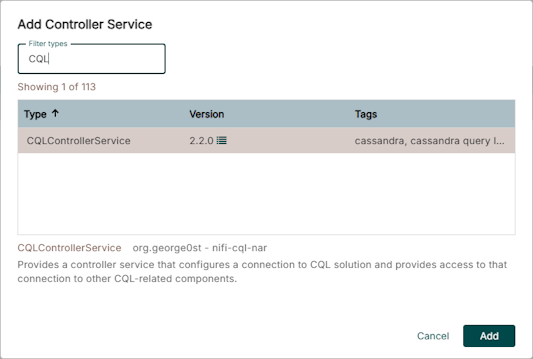 Add Controller Service
Filter types
CQL
Showing 1 of 113
Type Version Tags
CQLControllerService 2.2.0 cassandra, cassandra query l...
CQLControllerService org.george0st - nifi-cql-nar
Provides a controller service that configures a connection to CQL solution and provides access to that
connection to other CQL-related components.
Cancel Add